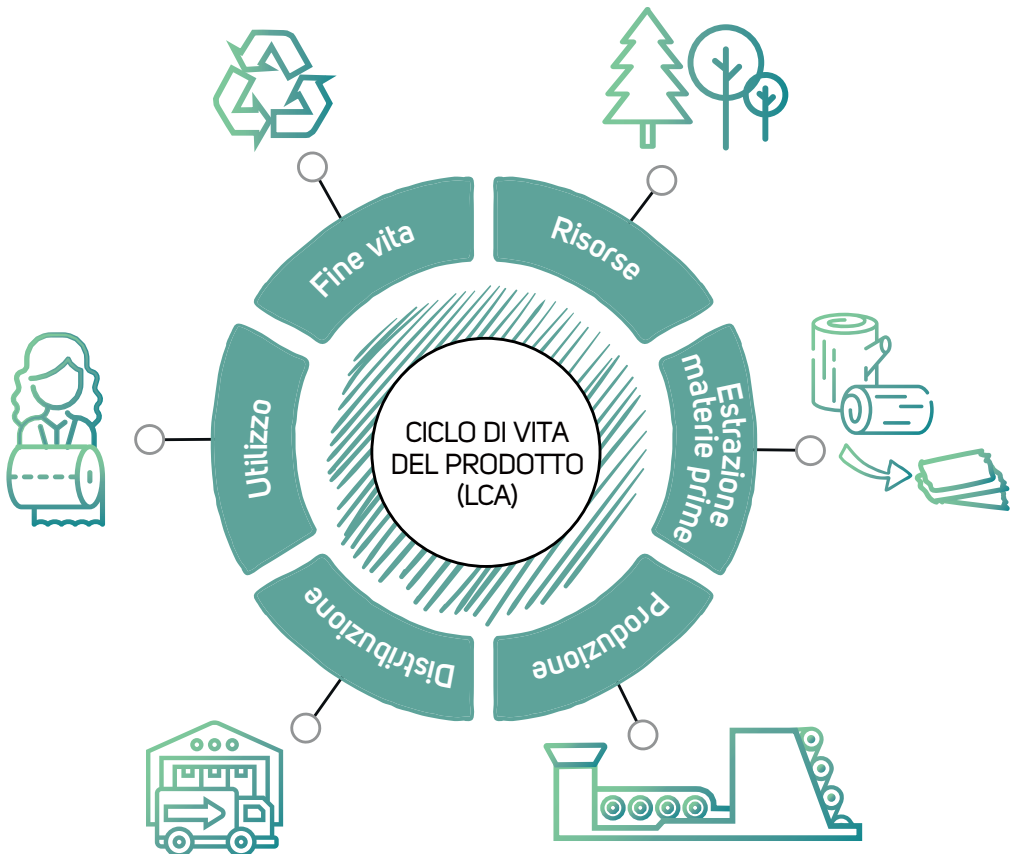 CICLO DI VITA
DEL PRODOTTO
(LCA)
Risorse
Estrazione
materie prime
Produzione
Distribuzione
Utilizzo
Fine vita